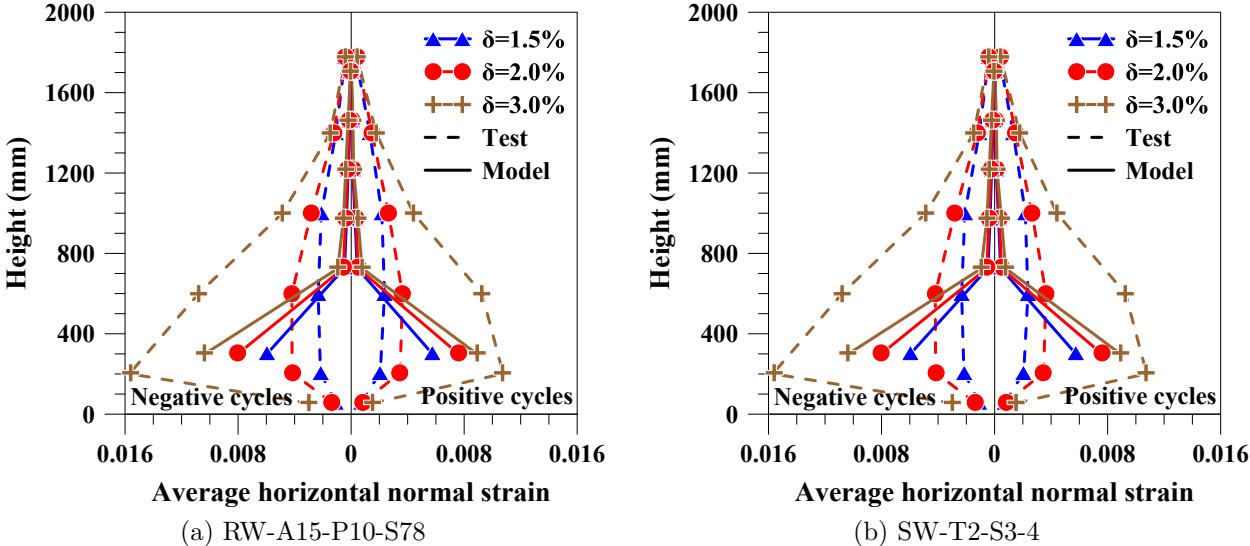 2000
1600
1200
800
400
0
Height (mm)
δ=1.5%
δ=2.0%
δ=3.0%
Test
Model
Negative cycles
Positive cycles
0.016 0.008 0 0.008 0.016
Average horizontal normal strain
(a) RW-A15-P10-S78
2000
1600
1200
800
400
0
Height (mm)
δ=1.5%
δ=2.0%
δ=3.0%
Test
Model
Negative cycles
Positive cycles
0.016 0.008 0 0.008 0.016
Average horizontal normal strain
(b) SW-T2-S3-4